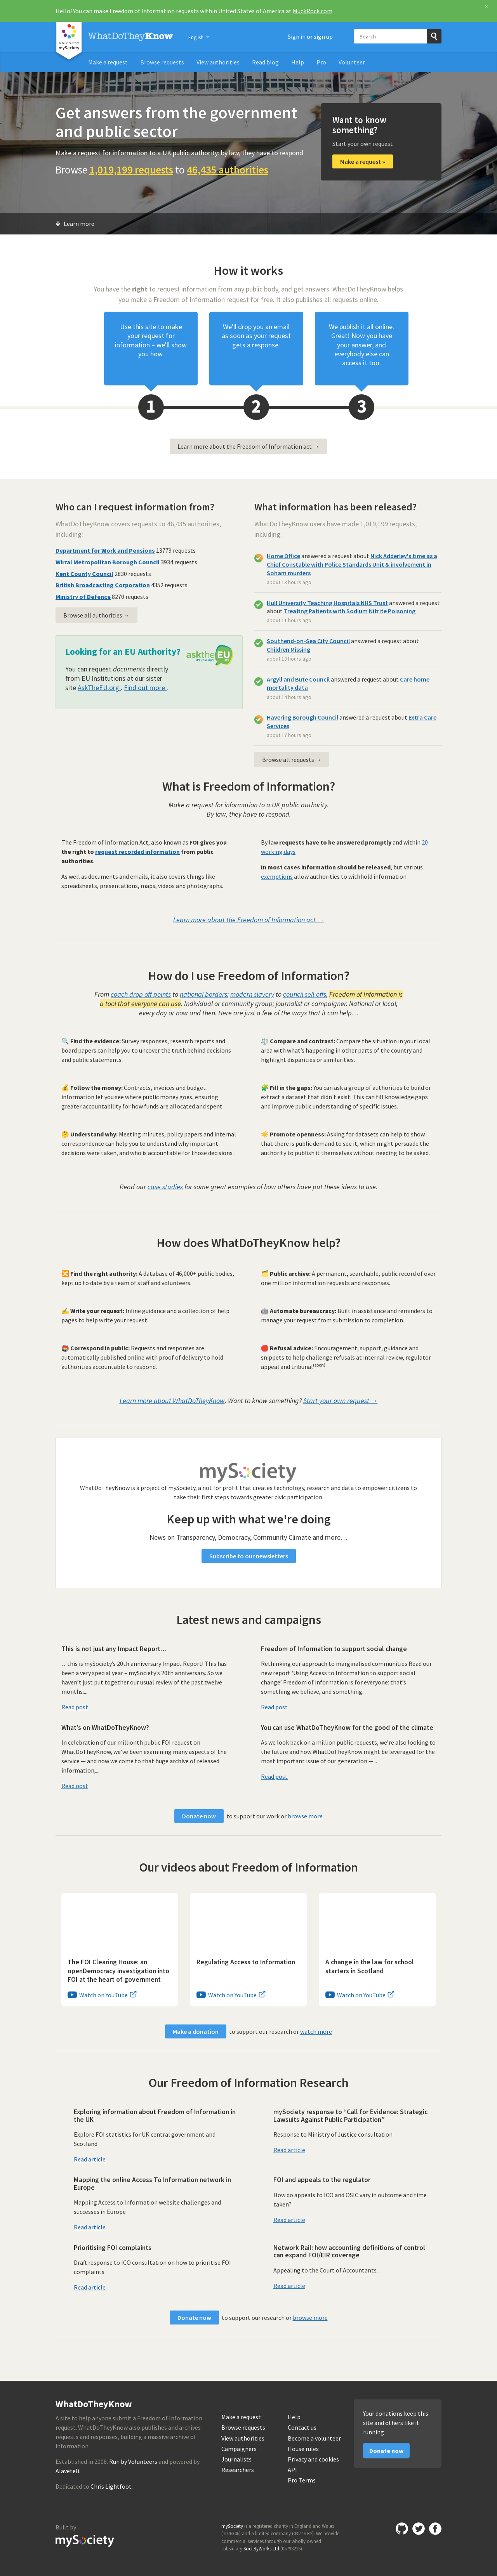 Hello! You can make Freedom of Information requests within United States of America at MuckRock.com
×
mySociety
WhatDoTheyKnow
English
Sign in or sign up
Search
Make a request
Browse requests
View authorities
Read blog
Help
Pro
Volunteer
Get answers from the government
and public sector
Make a request for information to a UK public authority: by law, they have to respond
Browse 1,019,199 requests to 46,435 authorities
Want to know
something?
Start your own request
Make a request »
Learn more
How it works
You have the right to request information from any public body, and get answers. WhatDoTheyKnow helps
you make a Freedom of Information request for free. It also publishes all requests online.
Use this site to make
your request for
information – we'll show
you how.
We'll drop you an email
as soon as your request
gets a response.
We publish it all online.
Great! Now you have
your answer, and
everybody else can
access it too.
1
2
3
Learn more about the Freedom of Information act →
Who can I request information from?
WhatDoTheyKnow covers requests to 46,435 authorities,
including:
Department for Work and Pensions 13779 requests
Wirral Metropolitan Borough Council 3934 requests
Kent County Council 2830 requests
British Broadcasting Corporation 4352 requests
Ministry of Defence 8270 requests
Browse all authorities →
Looking for an EU Authority?
You can request documents directly
from EU Institutions at our sister
site AskTheEU.org . Find out more .
asktheEU
it's your right
What information has been released?
WhatDoTheyKnow users have made 1,019,199 requests,
including:
Home Office answered a request about Nick Adderley's time as a
Chief Constable with Police Standards Unit & involvement in
Soham murders
about 12 hours ago
Hull University Teaching Hospitals NHS Trust answered a request
about Treating Patients with Sodium Nitrite Poisoning
about 11 hours ago
Southend-on-Sea City Council answered a request about
Children Missing
about 13 hours ago
Argyll and Bute Council answered a request about Care home
mortality data
about 14 hours ago
Havering Borough Council answered a request about Extra Care
Services
about 17 hours ago
Browse all requests →
What is Freedom of Information?
Make a request for information to a UK public authority.
By law, they have to respond.
The Freedom of Information Act, also known as FOI gives you
the right to request recorded information from public
authorities.
As well as documents and emails, it also covers things like
spreadsheets, presentations, maps, videos and photographs.
By law requests have to be answered promptly and within 20
working days.
In most cases information should be released, but various
exemptions allow authorities to withhold information.
Learn more about the Freedom of Information act →
How do I use Freedom of Information?
From coach drop off points to national borders; modern slavery to council sell-offs, Freedom of Information is
a tool that everyone can use. Individual or community group; journalist or campaigner. National or local;
every day or now and then. Here are just a few of the ways that it can help…
🔍 Find the evidence: Survey responses, research reports and
board papers can help you to uncover the truth behind decisions
and public statements.
⚖️ Compare and contrast: Compare the situation in your local
area with what's happening in other parts of the country and
highlight disparities or similarities.
💰 Follow the money: Contracts, invoices and budget
information let you see where public money goes, ensuring
greater accountability for how funds are allocated and spent.
🧩 Fill in the gaps: You can ask a group of authorities to build or
extract a dataset that didn't exist. This can fill knowledge gaps
and improve public understanding of specific issues.
🤔 Understand why: Meeting minutes, policy papers and internal
correspondence can help you to understand why important
decisions were taken, and who is accountable for those decisions.
☀️ Promote openness: Asking for datasets can help to show
that there is public demand to see it, which might persuade the
authority to publish it themselves without needing to be asked.
Read our case studies for some great examples of how others have put these ideas to use.
How does WhatDoTheyKnow help?
🔀 Find the right authority: A database of 46,000+ public bodies,
kept up to date by a team of staff and volunteers.
🗂️ Public archive: A permanent, searchable, public record of over
one million information requests and responses.
✍️ Write your request: Inline guidance and a collection of help
pages to help write your request.
🤖 Automate bureaucracy: Built in assistance and reminders to
manage your request from submission to completion.
📮 Correspond in public: Requests and responses are
automatically published online with proof of delivery to hold
authorities accountable to respond.
🛑 Refusal advice: Encouragement, support, guidance and
snippets to help challenge refusals at internal review, regulator
appeal and tribunal(soon).
Learn more about WhatDoTheyKnow. Want to know something? Start your own request →
mySociety
WhatDoTheyKnow is a project of mySociety, a not for profit that creates technology, research and data to empower citizens to
take their first steps towards greater civic participation.
Keep up with what we're doing
News on Transparency, Democracy, Community Climate and more…
Subscribe to our newsletters
Latest news and campaigns
This is not just any Impact Report…
…this is mySociety's 20th anniversary Impact Report! This has
been a very special year – mySociety's 20th anniversary. So we
haven't just put together our usual review of the past twelve
months:...
Read post
Freedom of Information to support social change
Rethinking our approach to marginalised communities Read our
new report 'Using Access to Information to support social
change' Freedom of information is for everyone: that's
something we believe, and something...
Read post
What's on WhatDoTheyKnow?
In celebration of our millionth public FOI request on
WhatDoTheyKnow, we've been examining many aspects of the
service — and now we come to that huge archive of released
information,...
Read post
You can use WhatDoTheyKnow for the good of the climate
As we look back on a million public requests, we're also looking to
the future and how WhatDoTheyKnow might be leveraged for the
most important issue of our generation —...
Read post
Donate now to support our work or browse more
Our videos about Freedom of Information
The FOI Clearing House: an
openDemocracy investigation into
FOI at the heart of government
Watch on YouTube
Regulating Access to Information
Watch on YouTube
A change in the law for school
starters in Scotland
Watch on YouTube
Make a donation to support our research or watch more
Our Freedom of Information Research
Exploring information about Freedom of Information in
the UK
Explore FOI statistics for UK central government and
Scotland.
Read article
mySociety response to “Call for Evidence: Strategic
Lawsuits Against Public Participation”
Response to Ministry of Justice consultation
Read article
Mapping the online Access To Information network in
Europe
Mapping Access to Information website challenges and
successes in Europe
Read article
FOI and appeals to the regulator
How do appeals to ICO and OSIC vary in outcome and time
taken?
Read article
Prioritising FOI complaints
Draft response to ICO consultation on how to prioritise FOI
complaints
Read article
Network Rail: how accounting definitions of control
can expand FOI/EIR coverage
Appealing to the Court of Accountants.
Read article
Donate now to support our research or browse more
WhatDoTheyKnow
A site to help anyone submit a Freedom of Information
request. WhatDoTheyKnow also publishes and archives
requests and responses, building a massive archive of
information.
Established in 2008. Run by Volunteers and powered by
Alaveteli.
Dedicated to Chris Lightfoot.
Make a request
Browse requests
View authorities
Campaigners
Journalists
Researchers
Help
Contact us
Become a volunteer
House rules
Privacy and cookies
API
Pro Terms
Your donations keep this
site and others like it
running
Donate now
Built by
mySociety
mySociety is a registered charity in England and Wales
(1076346) and a limited company (03277032). We provide
commercial services through our wholly owned
subsidiary SocietyWorks Ltd (05798215).